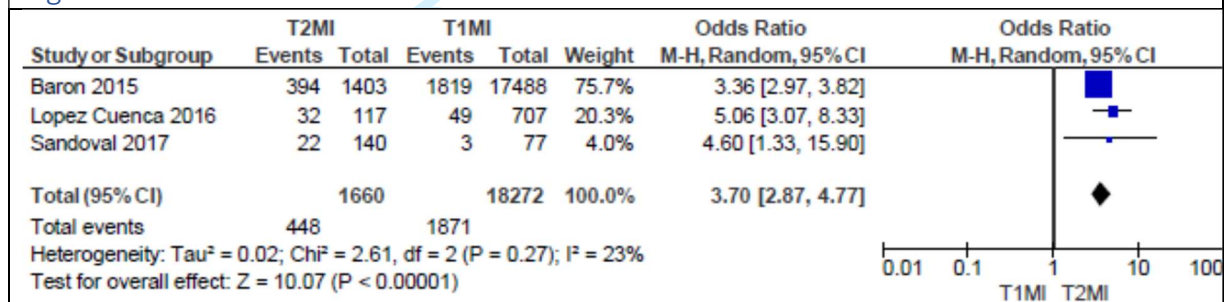 T2MI T1MI Odds Ratio Odds Ratio
Study or Subgroup Events Total Events Total Weight M-H, Random, 95% CI M-H, Random, 95% CI
Baron 2015 394 1403 1819 17488 75.7% 3.36 [2.97, 3.82]
Lopez Cuenca 2016 32 117 49 707 20.3% 5.06 [3.07, 8.33]
Sandoval 2017 22 140 3 77 4.0% 4.60 [1.33, 15.90]
Total (95% CI) 1660 18272 100.0% 3.70 [2.87, 4.77]
Total events 448 1871
Heterogeneity: Tau² = 0.02; Chi² = 2.61, df = 2 (P = 0.27); I² = 23%
Test for overall effect: Z = 10.07 (P < 0.00001)
0.01 0.1 1 10 100
T1MI T2MI